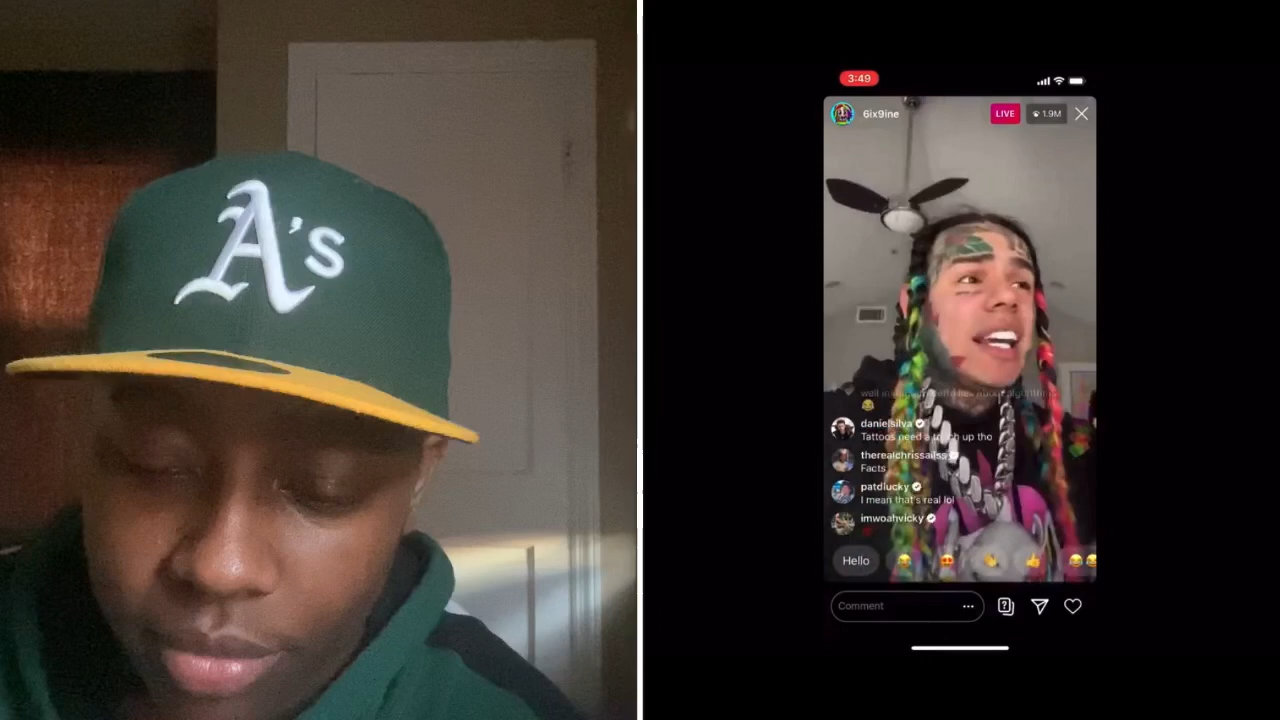 A's
3:49
6ix9ine
LIVE
1.9M
danielsilva
Tattoos need a touch up tho
therealchrissailss
Facts
patdlucky
I mean that's real lol
imwoahvicky
Hello
Comment